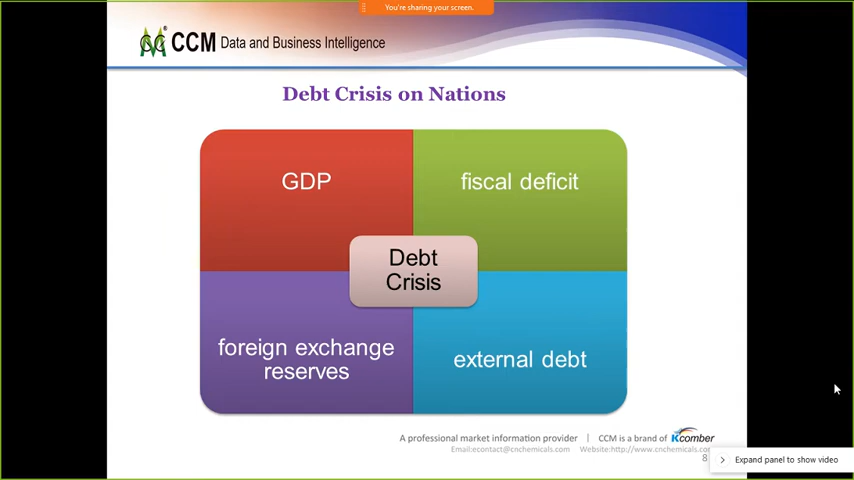 You're sharing your screen.
CCM Data and Business Intelligence
Debt Crisis on Nations
GDP
fiscal deficit
Debt
Crisis
foreign exchange
reserves
external debt
A professional market information provider | CCM is a brand of Kcomber
Email:econtact@cnchemicals.com Website:http://www.cnchemicals.co
8
Expand panel to show video